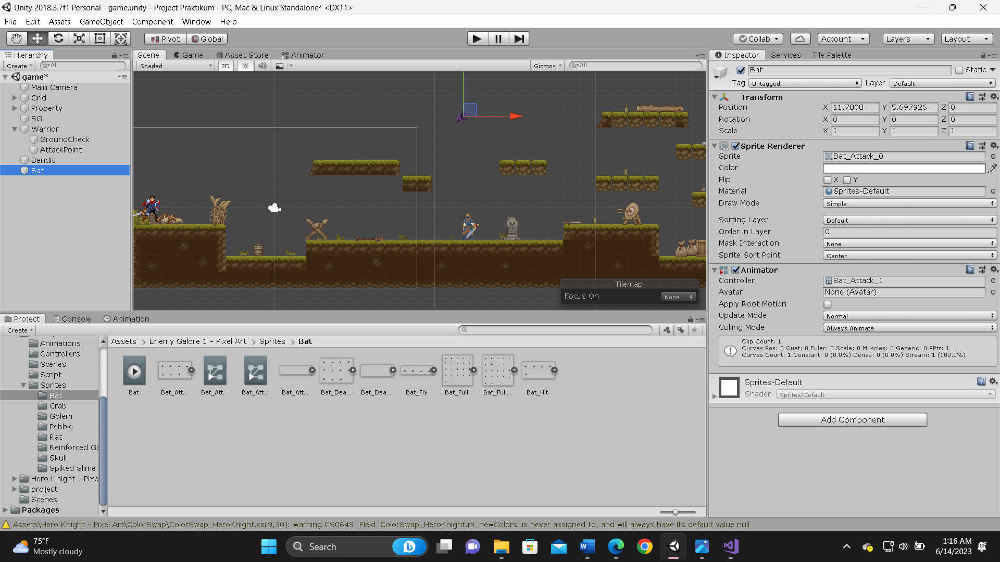 Unity 2018.3.7f1 Personal - game.unity - Project Praktikum - PC, Mac & Linux Standalone* <DX11>
File Edit Assets GameObject Component Window Help
Pivot Global Collab Account Layers Layout
Hierarchy
Create All
game*
Main Camera
Grid
Property
BG
Warrior
GroundCheck
AttackPoint
Bandit
Bat
Scene Game Asset Store Animator
Shaded 2D Gizmos All
RIP
Tilemap
Focus On None
Inspector Services Tile Palette
Bat Static
Tag Untagged Layer Default
Transform
Position X 11.7808 Y 5.697926 Z 0
Rotation X 0 Y 0 Z 0
Scale X 1 Y 1 Z 1
Sprite Renderer
Sprite Bat_Attack_0
Color
Flip X Y
Material Sprites-Default
Draw Mode Simple
Sorting Layer Default
Order in Layer 0
Mask Interaction None
Sprite Sort Point Center
Animator
Controller Bat_Attack_1
Avatar None (Avatar)
Apply Root Motion
Update Mode Normal
Culling Mode Always Animate
Clip Count: 1
Curves Pos: 0 Quat: 0 Euler: 0 Scale: 0 Muscles: 0 Generic: 0 PPtr: 1
Curves Count: 1 Constant: 0 (0.0%) Dense: 0 (0.0%) Stream: 1 (100.0%)
Sprites-Default
Shader Sprites/Default
Add Component
Project Console Animation
Create
Animations
Controllers
Scenes
Script
Sprites
Bat
Crab
Golem
Pebble
Rat
Reinforced Go
Skull
Spiked Slime
Hero Knight - Pixe
project
Scenes
Packages
Assets > Enemy Galore 1 - Pixel Art > Sprites > Bat
Bat Bat_Att... Bat_Att... Bat_Att... Bat_Att... Bat_Dea... Bat_Dea... Bat_Fly Bat_Full Bat_Full... Bat_Hit
Assets\Hero Knight - Pixel Art\ColorSwap\ColorSwap_HeroKnight.cs(9,30): warning CS0649: Field 'ColorSwap_HeroKnight.m_newColors' is never assigned to, and will always have its default value null
75°F
Mostly cloudy
Search
1:16 AM
6/14/2023